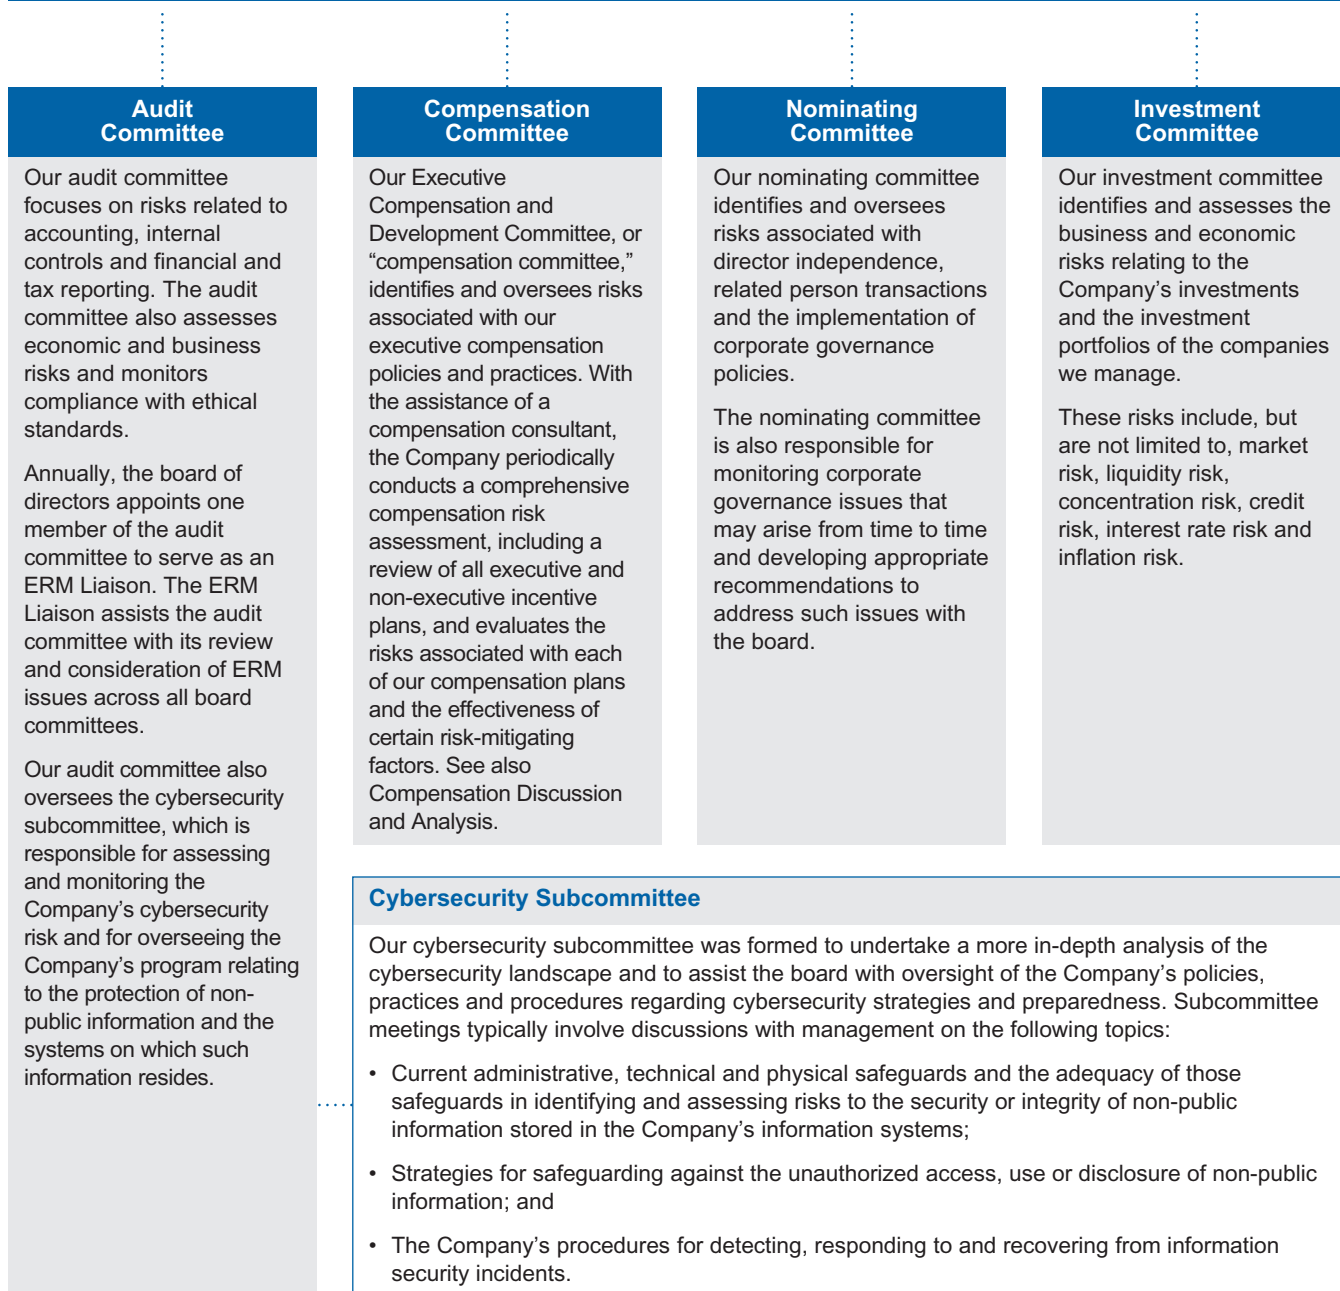 Audit
Committee
Our audit committee
focuses on risks related to
accounting, internal
controls and financial and
tax reporting. The audit
committee also assesses
economic and business
risks and monitors
compliance with ethical
standards.
Annually, the board of
directors appoints one
member of the audit
committee to serve as an
ERM Liaison. The ERM
Liaison assists the audit
committee with its review
and consideration of ERM
issues across all board
committees.
Our audit committee also
oversees the cybersecurity
subcommittee, which is
responsible for assessing
and monitoring the
Company’s cybersecurity
risk and for overseeing the
Company’s program relating
to the protection of non-
public information and the
systems on which such
information resides.
Compensation
Committee
Our Executive
Compensation and
Development Committee, or
“compensation committee,”
identifies and oversees risks
associated with our
executive compensation
policies and practices. With
the assistance of a
compensation consultant,
the Company periodically
conducts a comprehensive
compensation risk
assessment, including a
review of all executive and
non-executive incentive
plans, and evaluates the
risks associated with each
of our compensation plans
and the effectiveness of
certain risk-mitigating
factors. See also
Compensation Discussion
and Analysis.
Nominating
Committee
Our nominating committee
identifies and oversees
risks associated with
director independence,
related person transactions
and the implementation of
corporate governance
policies.
The nominating committee
is also responsible for
monitoring corporate
governance issues that
may arise from time to time
and developing appropriate
recommendations to
address such issues with
the board.
Investment
Committee
Our investment committee
identifies and assesses the
business and economic
risks relating to the
Company’s investments
and the investment
portfolios of the companies
we manage.
These risks include, but
are not limited to, market
risk, liquidity risk,
concentration risk, credit
risk, interest rate risk and
inflation risk.
Cybersecurity Subcommittee
Our cybersecurity subcommittee was formed to undertake a more in-depth analysis of the
cybersecurity landscape and to assist the board with oversight of the Company’s policies,
practices and procedures regarding cybersecurity strategies and preparedness. Subcommittee
meetings typically involve discussions with management on the following topics:
• Current administrative, technical and physical safeguards and the adequacy of those
safeguards in identifying and assessing risks to the security or integrity of non-public
information stored in the Company’s information systems;
• Strategies for safeguarding against the unauthorized access, use or disclosure of non-public
information; and
• The Company’s procedures for detecting, responding to and recovering from information
security incidents.